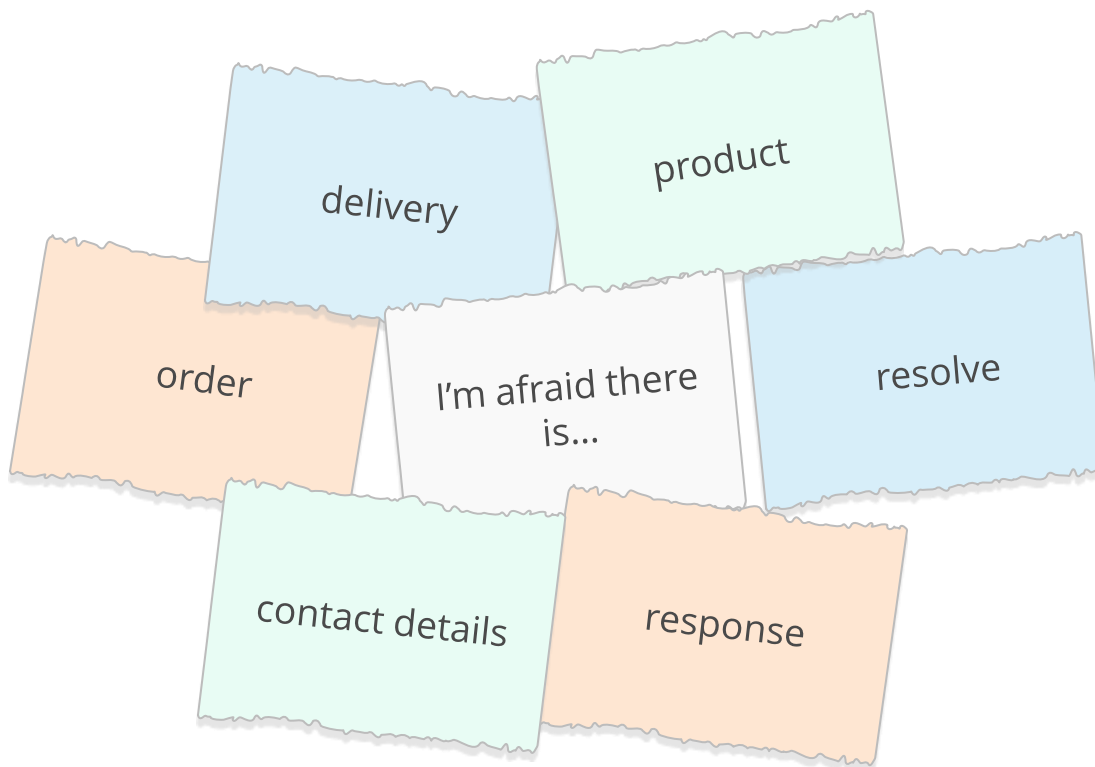 product
delivery
order
I’m afraid there
is...
resolve
contact details
response